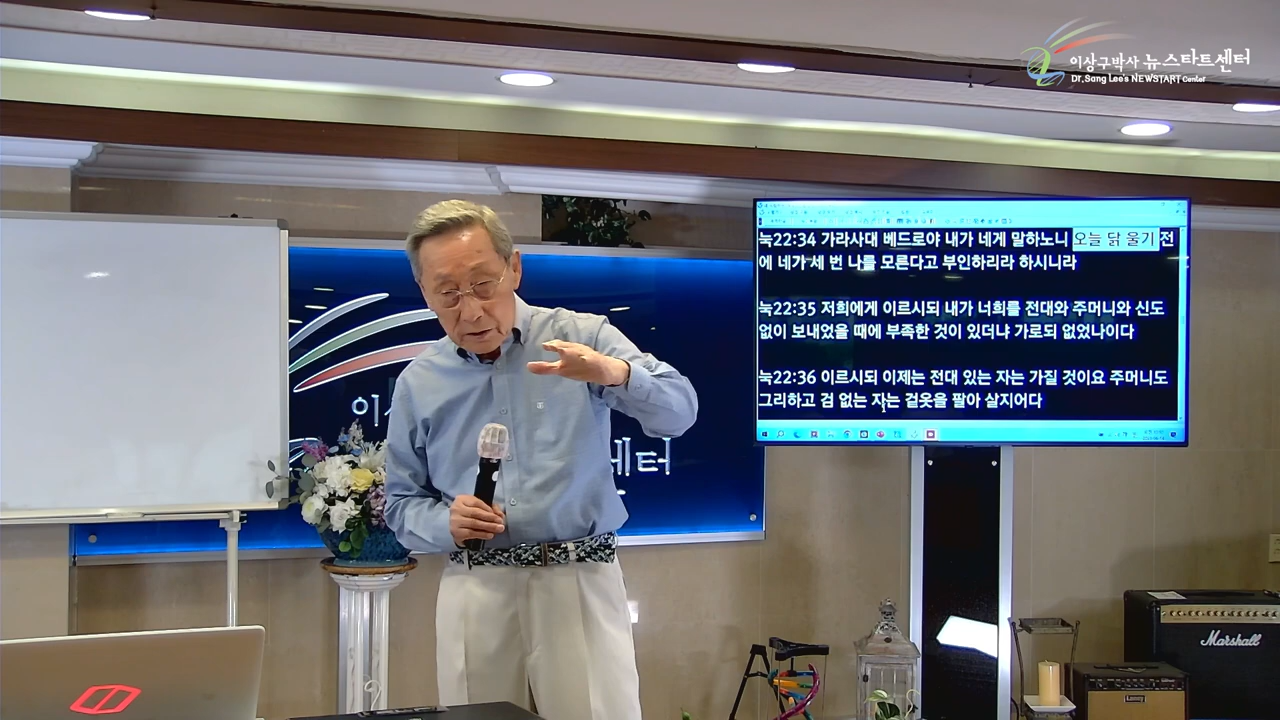 이상구박사 뉴스타트센터
Dr. Sang Lee's NEWSTART Center
눅22:34 가라사대 베드로야 내가 네게 말하노니 오늘 닭 울기 전
에 네가 세 번 나를 모른다고 부인하리라 하시니라
눅22:35 저희에게 이르시되 내가 너희를 전대와 주머니와 신도
없이 보내었을 때에 부족한 것이 있더냐 가로되 없었나이다
눅22:36 이르시되 이제는 전대 있는 자는 가질 것이요 주머니도
그리하고 검 없는 자는 겉옷을 팔아 살지어다
이
센터
Marshall
LANEY